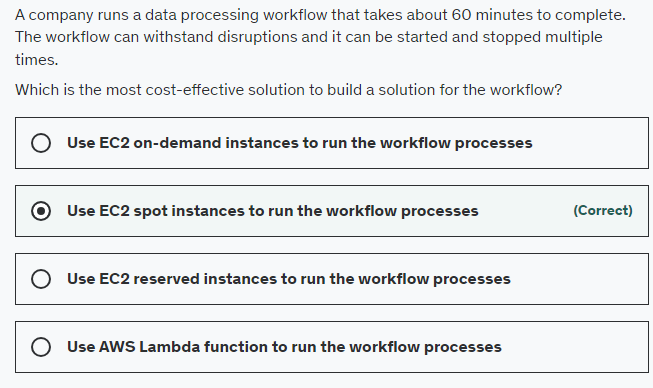 A company runs a data processing workflow that takes about 60 minutes to complete.
The workflow can withstand disruptions and it can be started and stopped multiple
times.
Which is the most cost-effective solution to build a solution for the workflow?
Use EC2 on-demand instances to run the workflow processes
Use EC2 spot instances to run the workflow processes (Correct)
Use EC2 reserved instances to run the workflow processes
Use AWS Lambda function to run the workflow processes